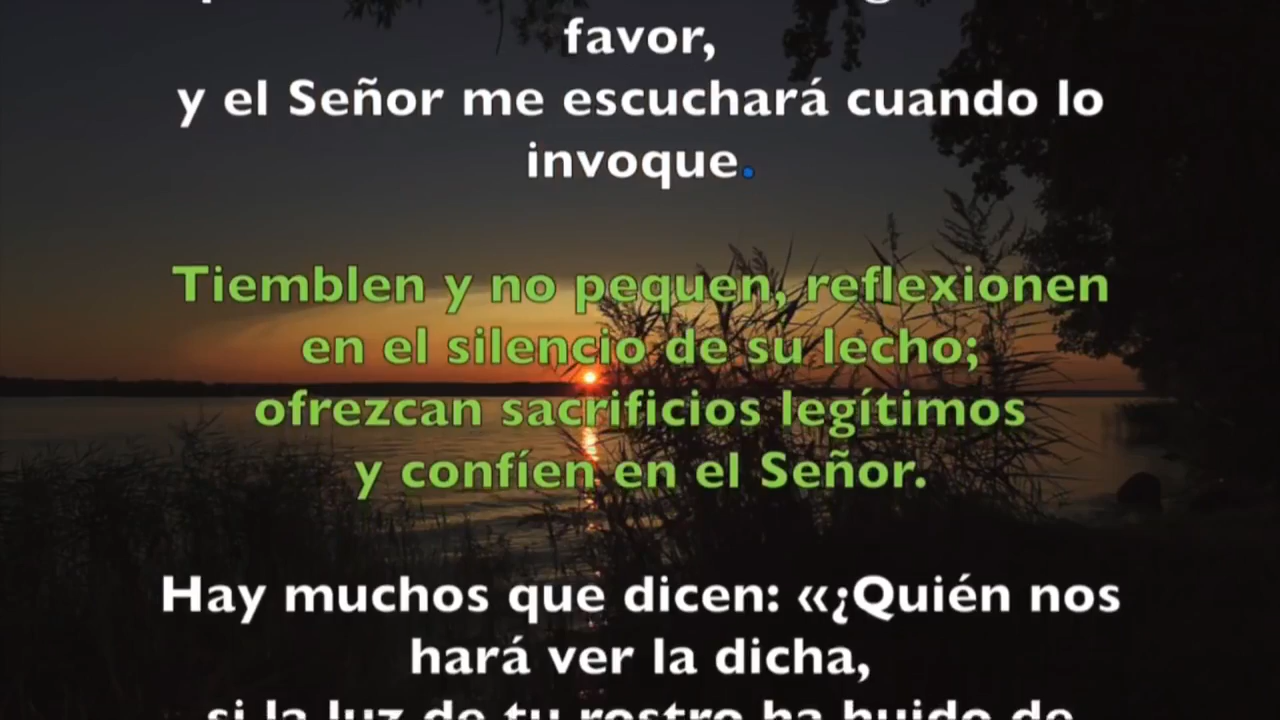 favor,
y el Señor me escuchará cuando lo
invoque.
Tiemblen y no pequen, reflexionen
en el silencio de su lecho;
ofrezcan sacrificios legítimos
y confíen en el Señor.
Hay muchos que dicen: «¿Quién nos
hará ver la dicha,
si la luz de tu rostro ha huido de